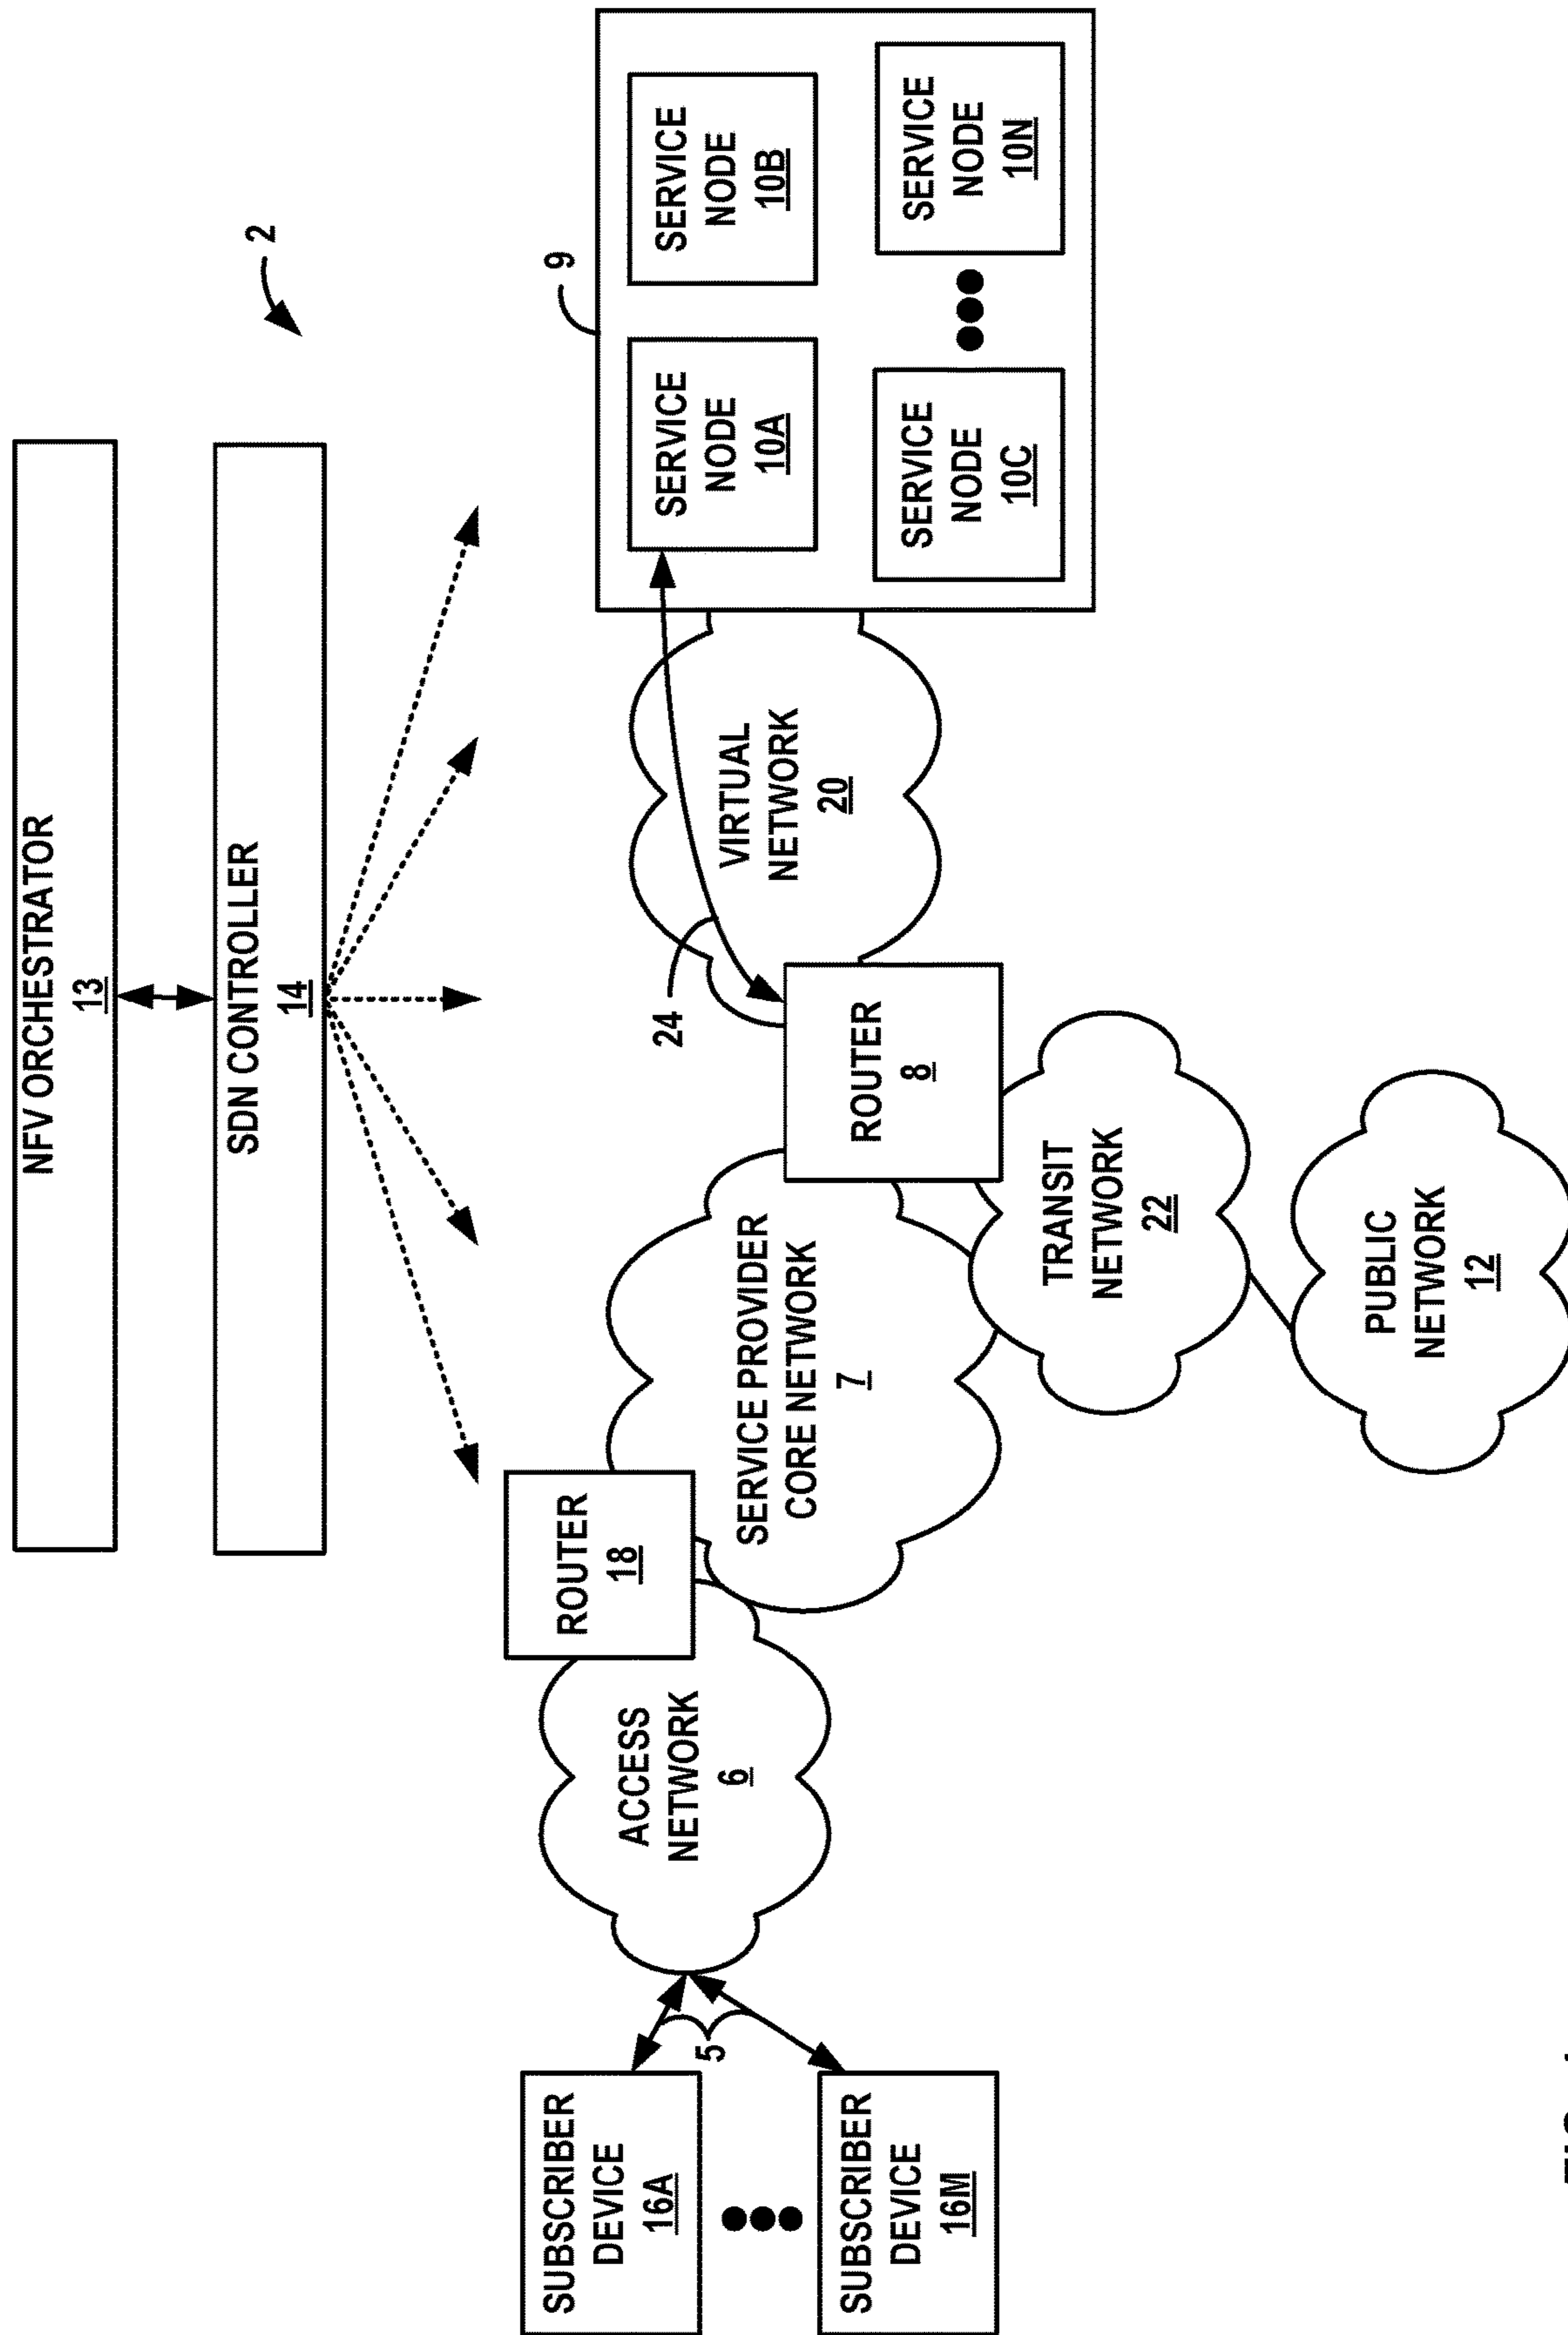 NFV ORCHESTRATOR
13
SDN CONTROLLER
14
2
9
SERVICE
NODE
10A
SERVICE
NODE
10B
SERVICE
NODE
10C
SERVICE
NODE
10N
24
VIRTUAL
NETWORK
20
ROUTER
8
ROUTER
18
SERVICE PROVIDER
CORE NETWORK
7
ACCESS
NETWORK
6
5
SUBSCRIBER
DEVICE
16A
SUBSCRIBER
DEVICE
16M
TRANSIT
NETWORK
22
PUBLIC
NETWORK
12